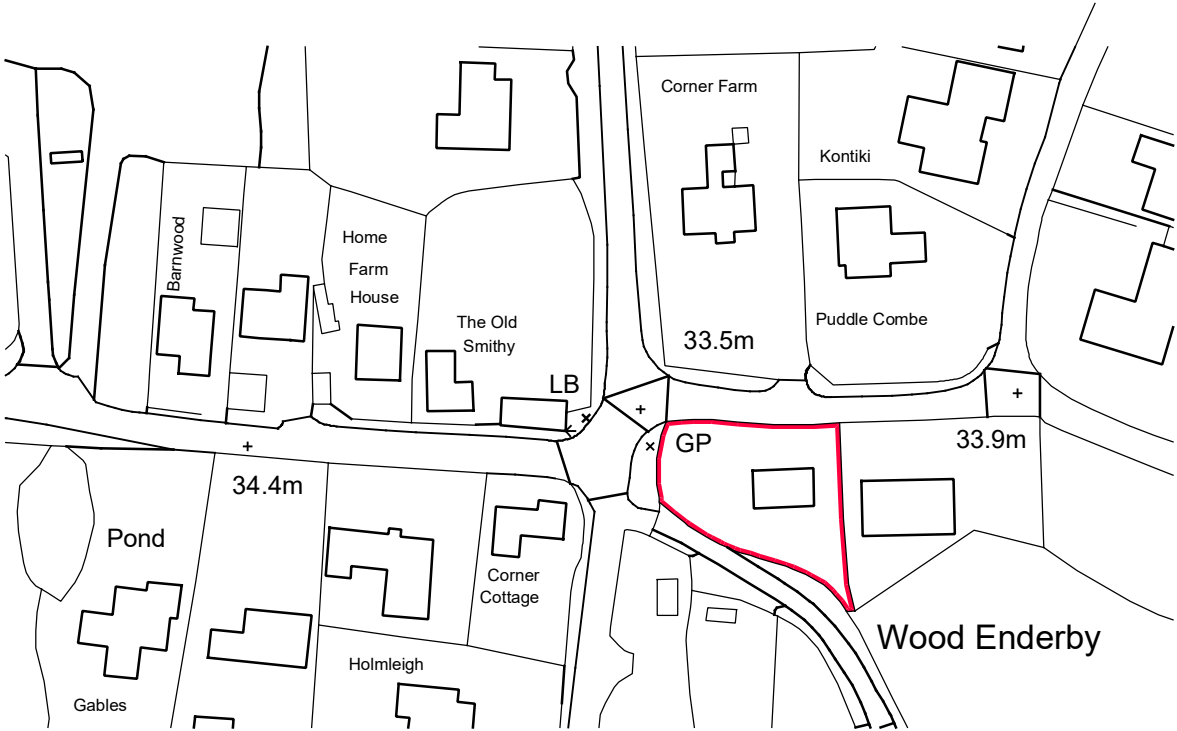 Corner Farm
Kontiki
Barnwood
Home
Farm
House
The Old
Smithy
Puddle Combe
33.5m
LB
GP
33.9m
34.4m
Pond
Corner
Cottage
Wood Enderby
Holmleigh
Gables